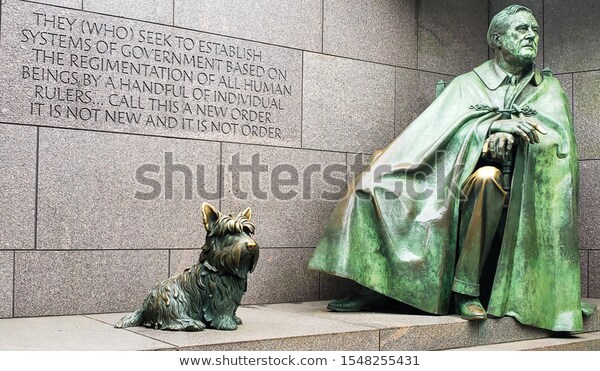 THEY (WHO) SEEK TO ESTABLISH
SYSTEMS OF GOVERNMENT BASED ON
THE REGIMENTATION OF ALL HUMAN
BEINGS BY A HANDFUL OF INDIVIDUAL
RULERS... CALL THIS A NEW ORDER.
IT IS NOT NEW AND IT IS NOT ORDER.
shutterstock
shutterstock.com · 1548255431